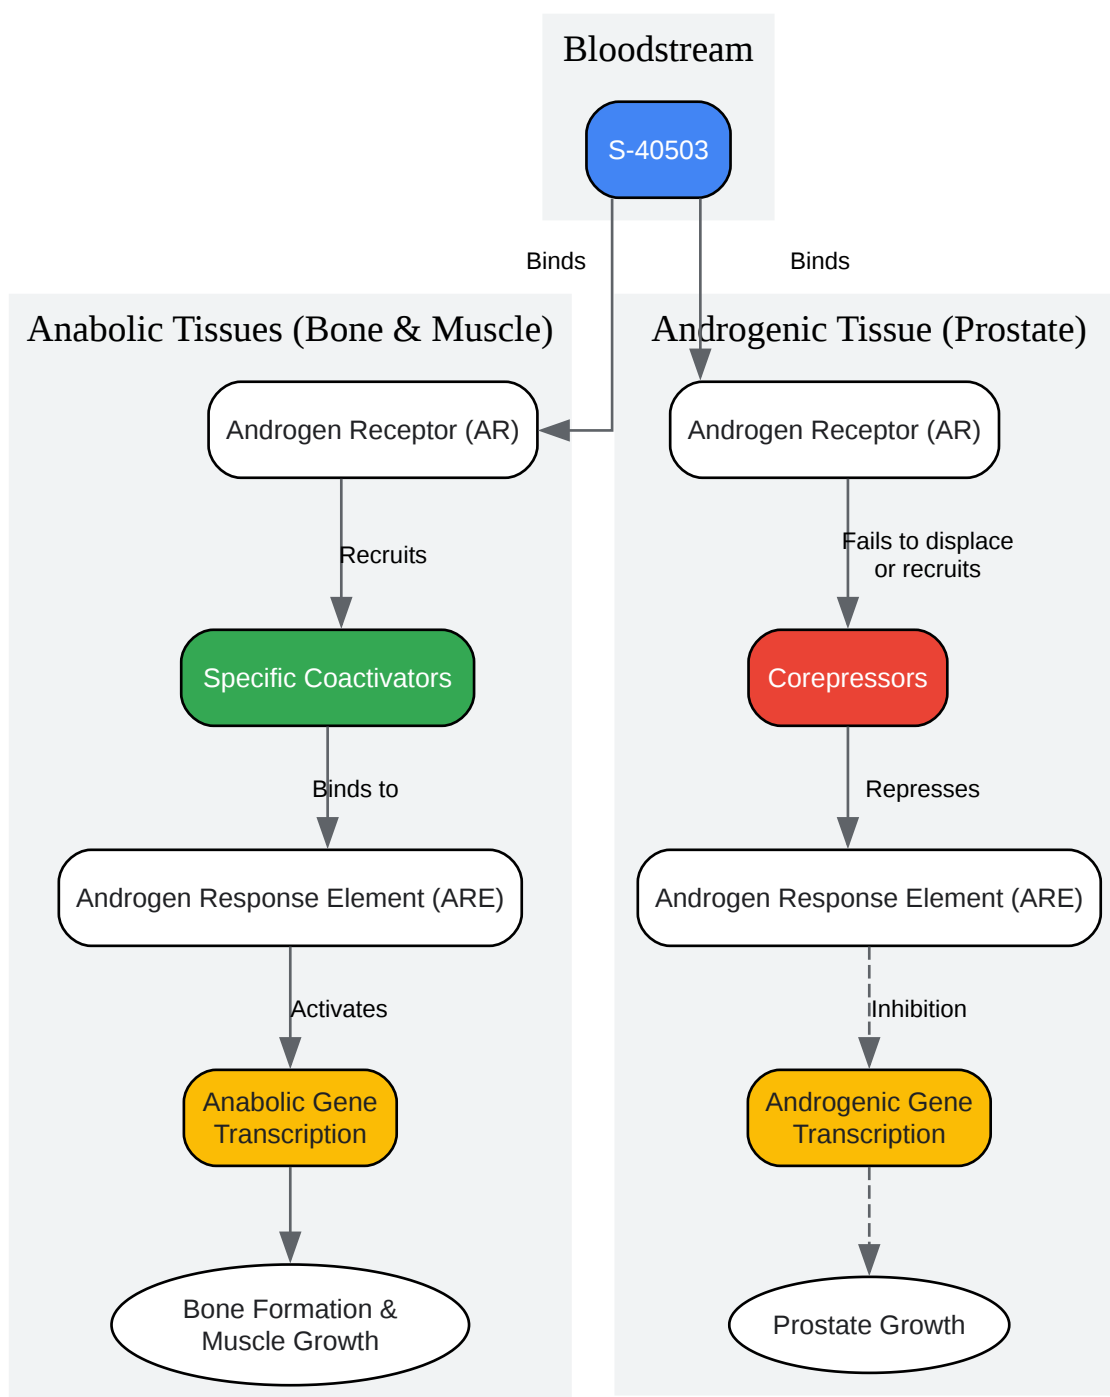 Bloodstream
S-40503
Binds
Binds
Anabolic Tissues (Bone & Muscle)
Androgen Receptor (AR)
Recruits
Specific Coactivators
Binds to
Androgen Response Element (ARE)
Activates
Anabolic Gene
Transcription
Bone Formation &
Muscle Growth
Androgenic Tissue (Prostate)
Androgen Receptor (AR)
Fails to displace
or recruits
Corepressors
Represses
Androgen Response Element (ARE)
Inhibition
Androgenic Gene
Transcription
Prostate Growth